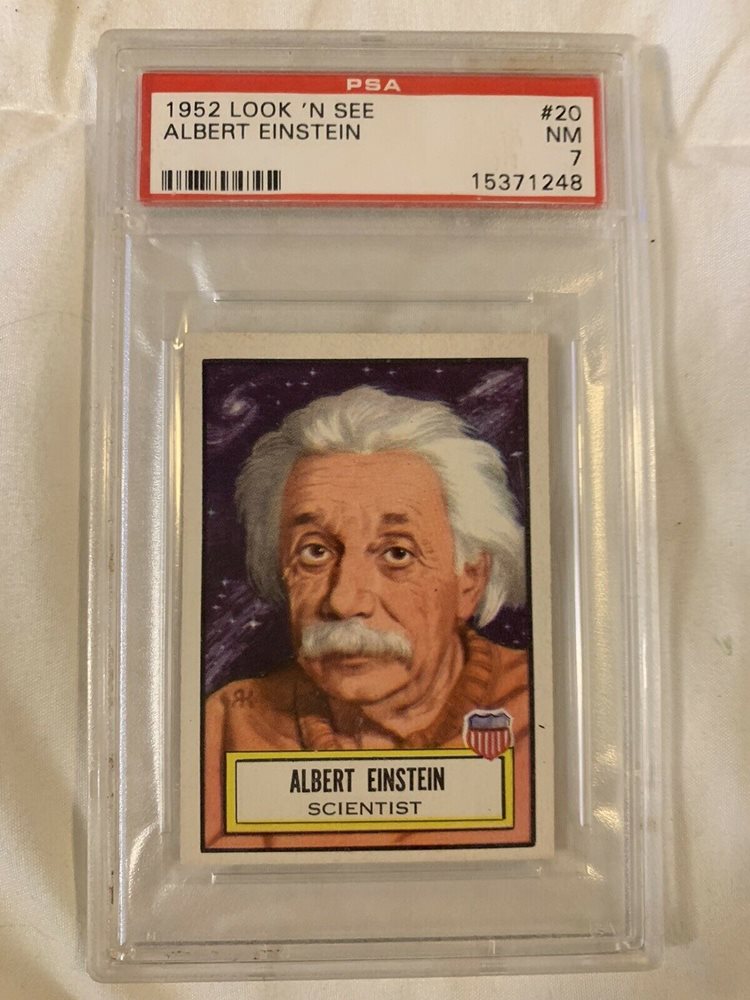 PSA
1952 LOOK 'N SEE #20
ALBERT EINSTEIN NM
7
15371248
ALBERT EINSTEIN
SCIENTIST